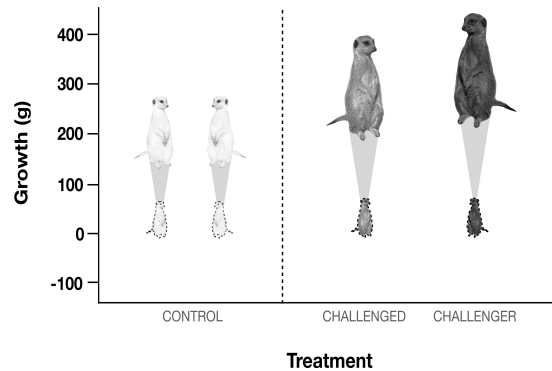 400
300
200
100
0
-100
Growth (g)
CONTROL
CHALLENGED
CHALLENGER
Treatment